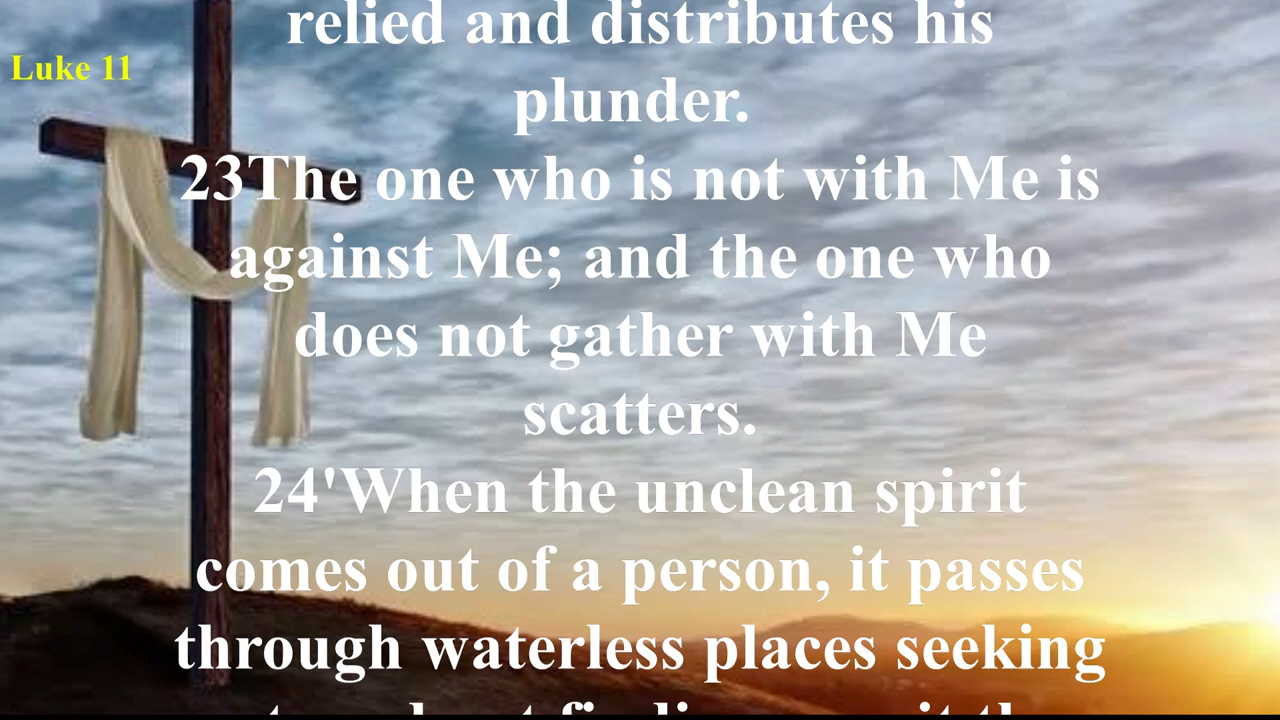 relied and distributes his
Luke 11
plunder.
23The one who is not with Me is
against Me; and the one who
does not gather with Me
scatters.
24'When the unclean spirit
comes out of a person, it passes
through waterless places seeking